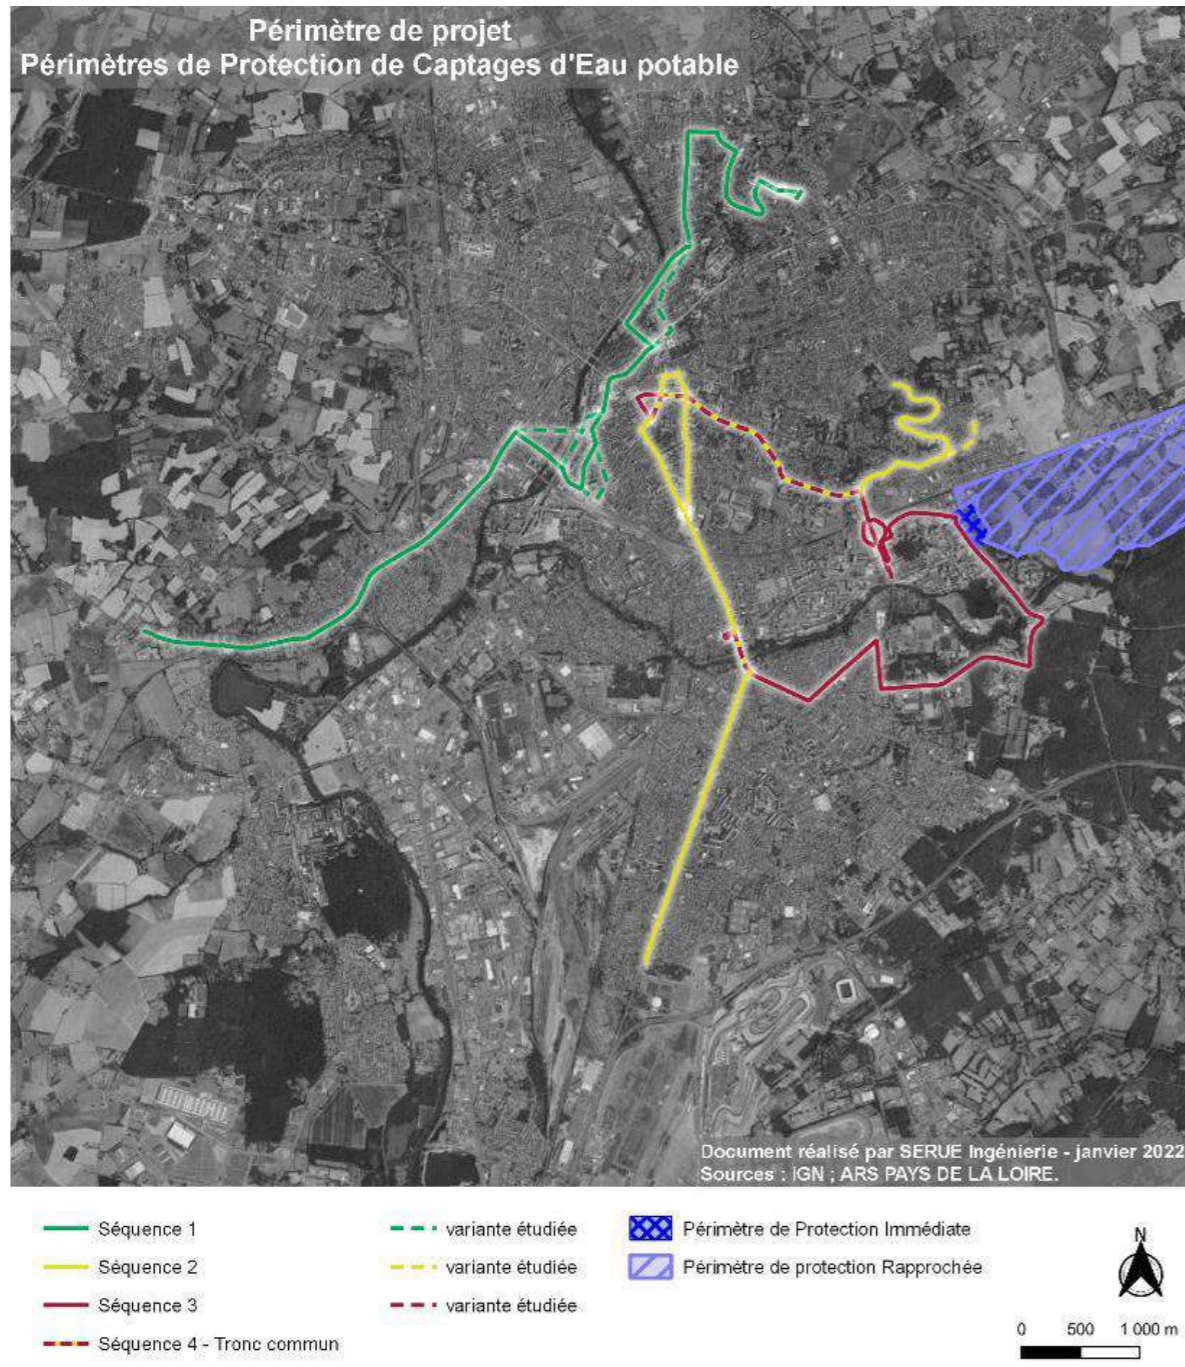 Périmètre de projet
Périmètres de Protection de Captages d'Eau potable
Document réalisé par SERUE Ingénierie - janvier 2022
Sources : IGN ; ARS PAYS DE LA LOIRE.
Séquence 1
variante étudiée
Périmètre de Protection Immédiate
Séquence 2
variante étudiée
Périmètre de protection Rapprochée
Séquence 3
variante étudiée
Séquence 4 - Tronc commun
N
0 500 1 000 m